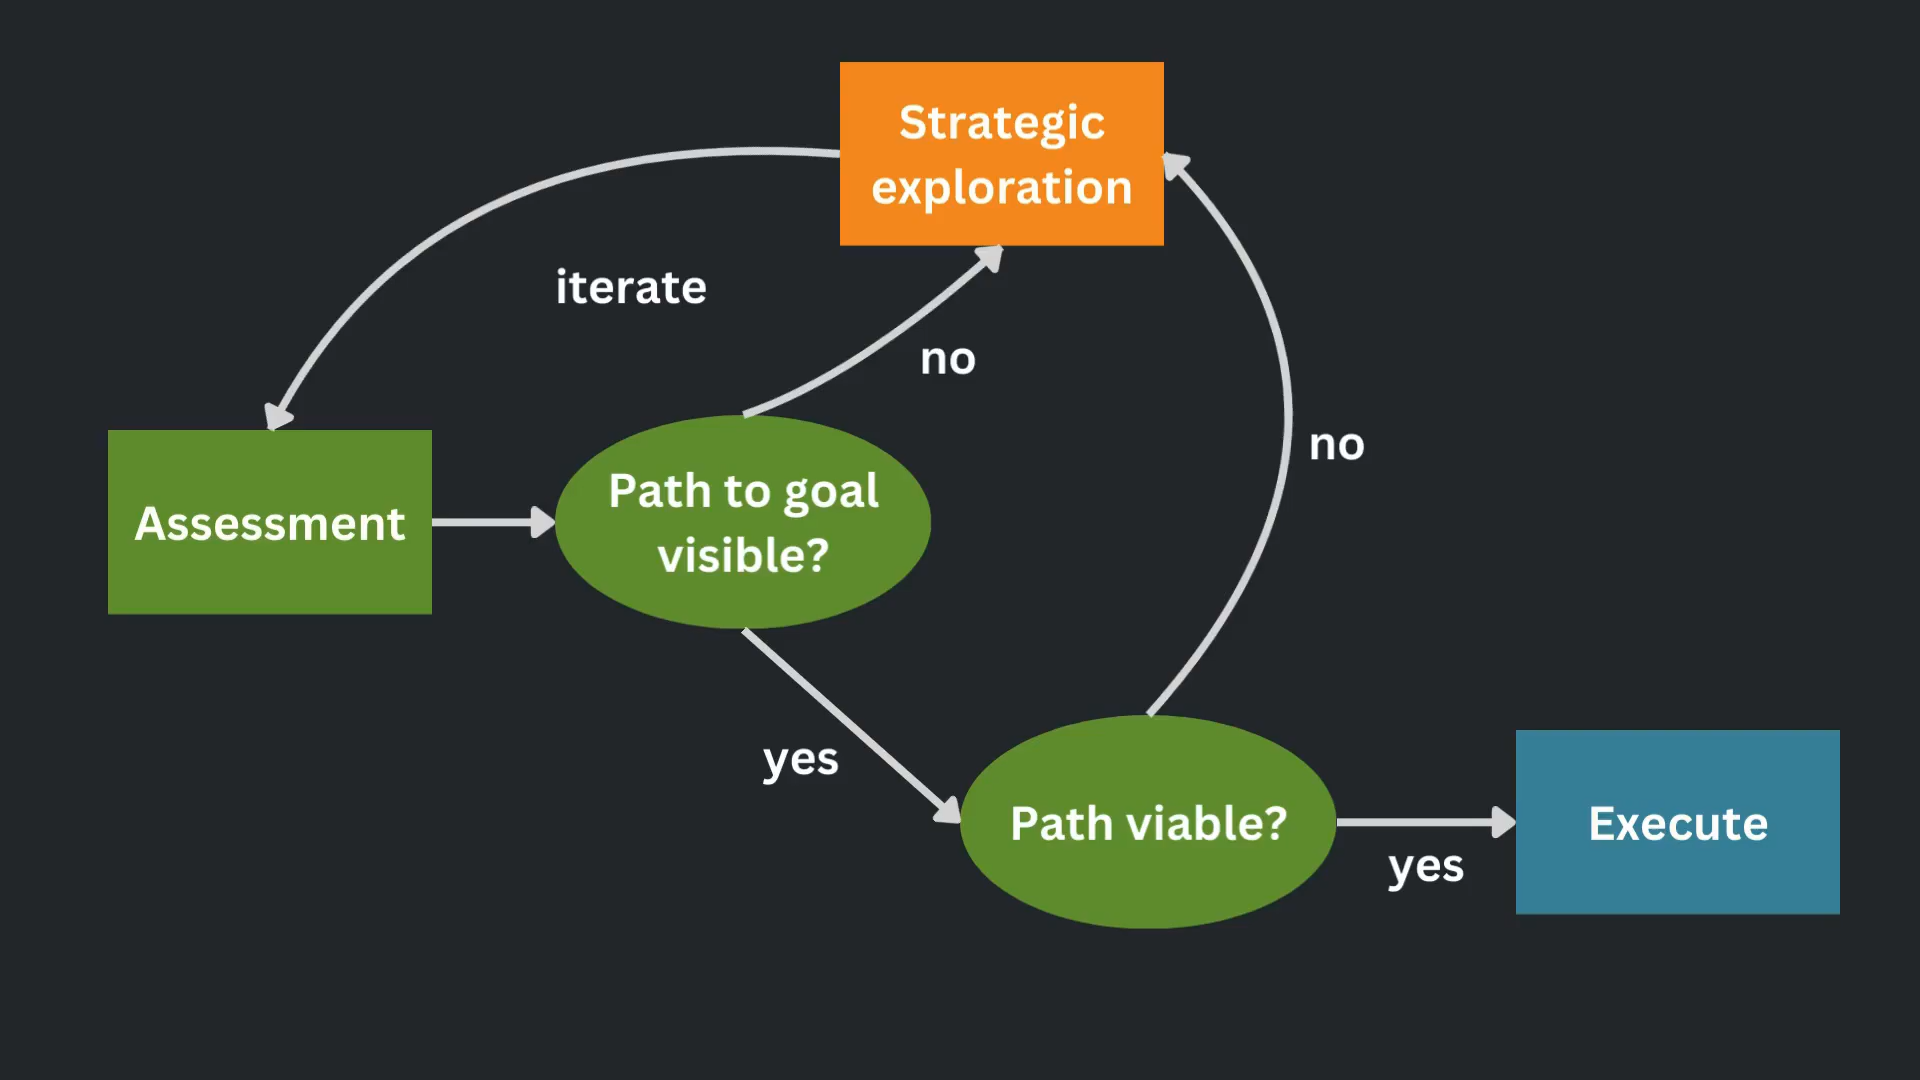 Strategic
exploration
iterate
no
no
Assessment
Path to goal
visible?
yes
Path viable?
yes
Execute